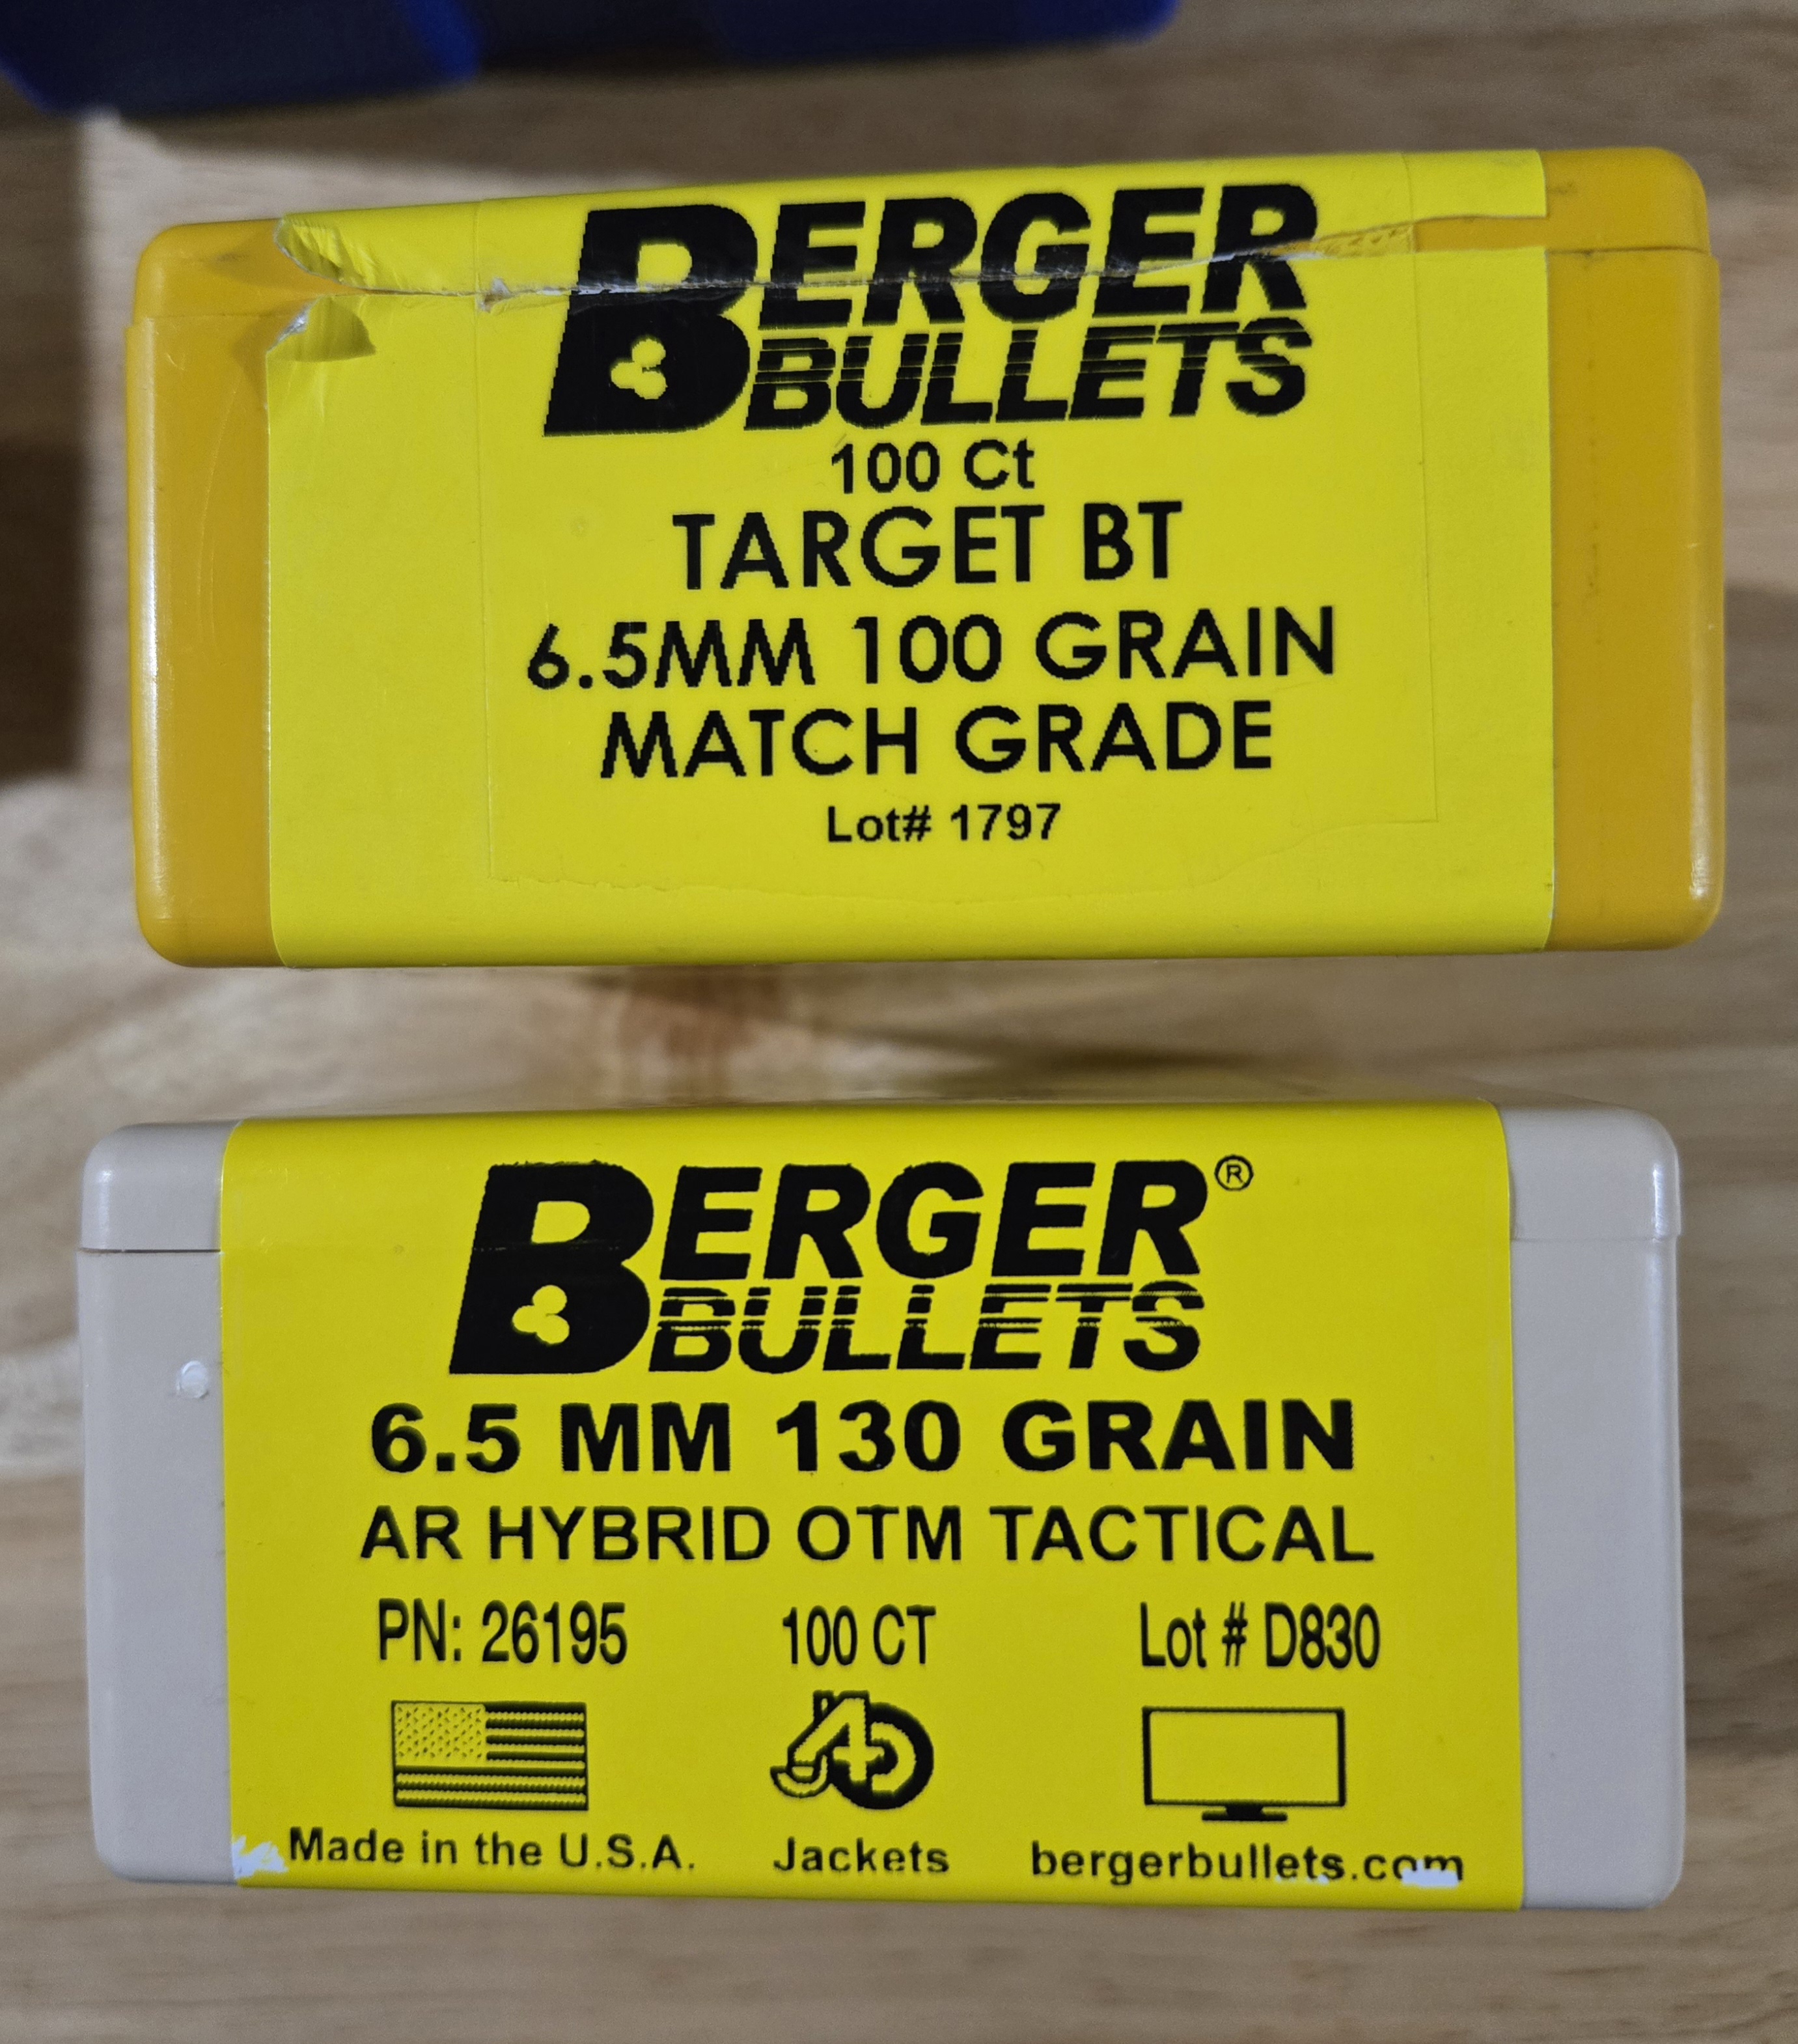 BERGER
BULLETS
100 Ct
TARGET BT
6.5MM 100 GRAIN
MATCH GRADE
Lot# 1797
BERGER®
BULLETS
6.5 MM 130 GRAIN
AR HYBRID OTM TACTICAL
PN: 26195 100 CT Lot # D830
J4
Made in the U.S.A. Jackets bergerbullets.com